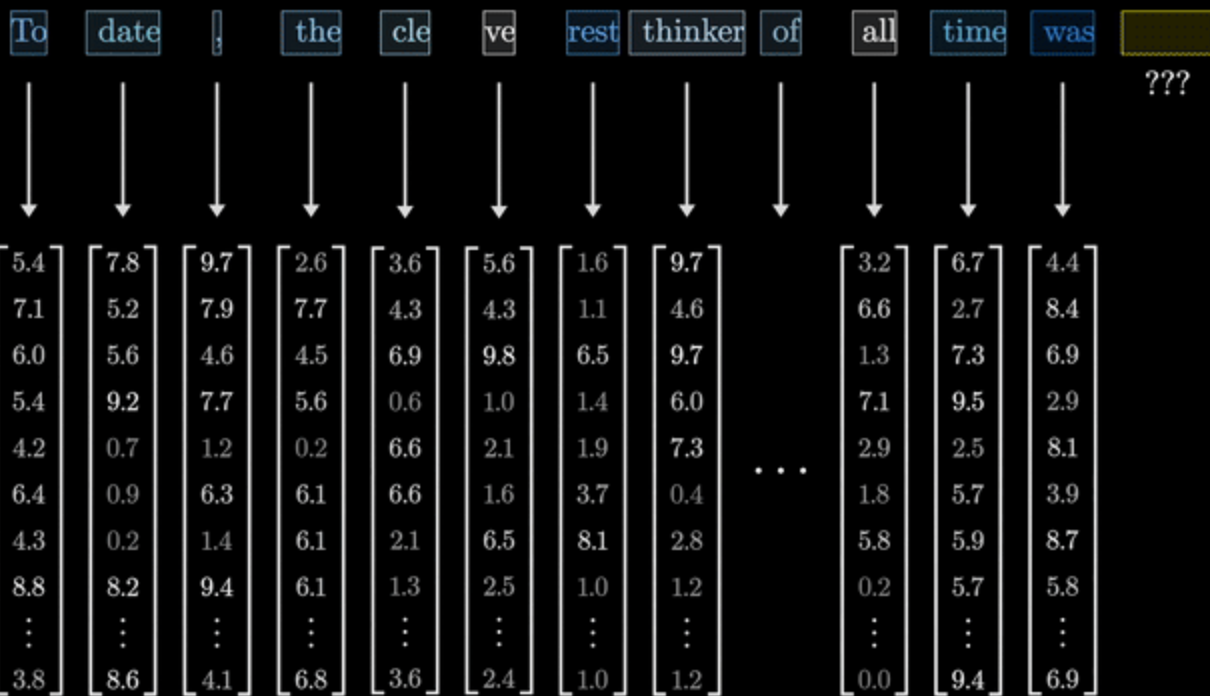 To date , the cle ve rest thinker of all time was
???
5.4 7.8 9.7 2.6 3.6 5.6 1.6 9.7 3.2 6.7 4.4
7.1 5.2 7.9 7.7 4.3 4.3 1.1 4.6 6.6 2.7 8.4
6.0 5.6 4.6 4.5 6.9 9.8 6.5 9.7 1.3 7.3 6.9
5.4 9.2 7.7 5.6 0.6 1.0 1.4 6.0 7.1 9.5 2.9
4.2 0.7 1.2 0.2 6.6 2.1 1.9 7.3 ... 2.9 2.5 8.1
6.4 0.9 6.3 6.1 6.6 1.6 3.7 0.4 1.8 5.7 3.9
4.3 0.2 1.4 6.1 2.1 6.5 8.1 2.8 5.8 5.9 8.7
8.8 8.2 9.4 6.1 1.3 2.5 1.0 1.2 0.2 5.7 5.8
⋮ ⋮ ⋮ ⋮ ⋮ ⋮ ⋮ ⋮ ⋮ ⋮ ⋮
3.8 8.6 4.1 6.8 3.6 2.4 1.0 1.2 0.0 9.4 6.9